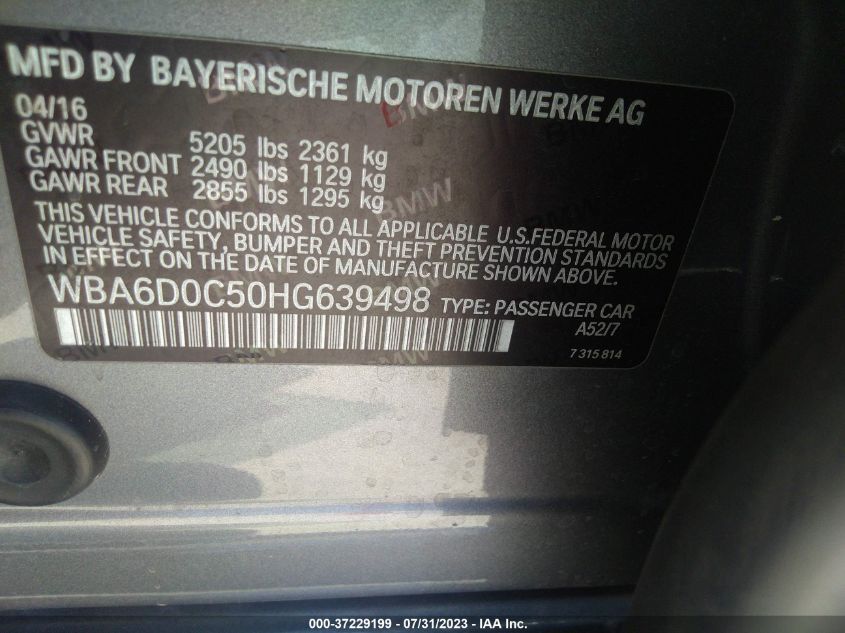 MFD BY BAYERISCHE MOTOREN WERKE AG
04/16
GVWR 5205 lbs 2361 kg
GAWR FRONT 2490 lbs 1129 kg
GAWR REAR 2855 lbs 1295 kg
THIS VEHICLE CONFORMS TO ALL APPLICABLE U.S.FEDERAL MOTOR
VEHICLE SAFETY, BUMPER AND THEFT PREVENTION STANDARDS
IN EFFECT ON THE DATE OF MANUFACTURE SHOWN ABOVE.
WBA6D0C50HG639498 TYPE: PASSENGER CAR
A52/7
7 315 814
000-37229199 - 07/31/2023 - IAA Inc.